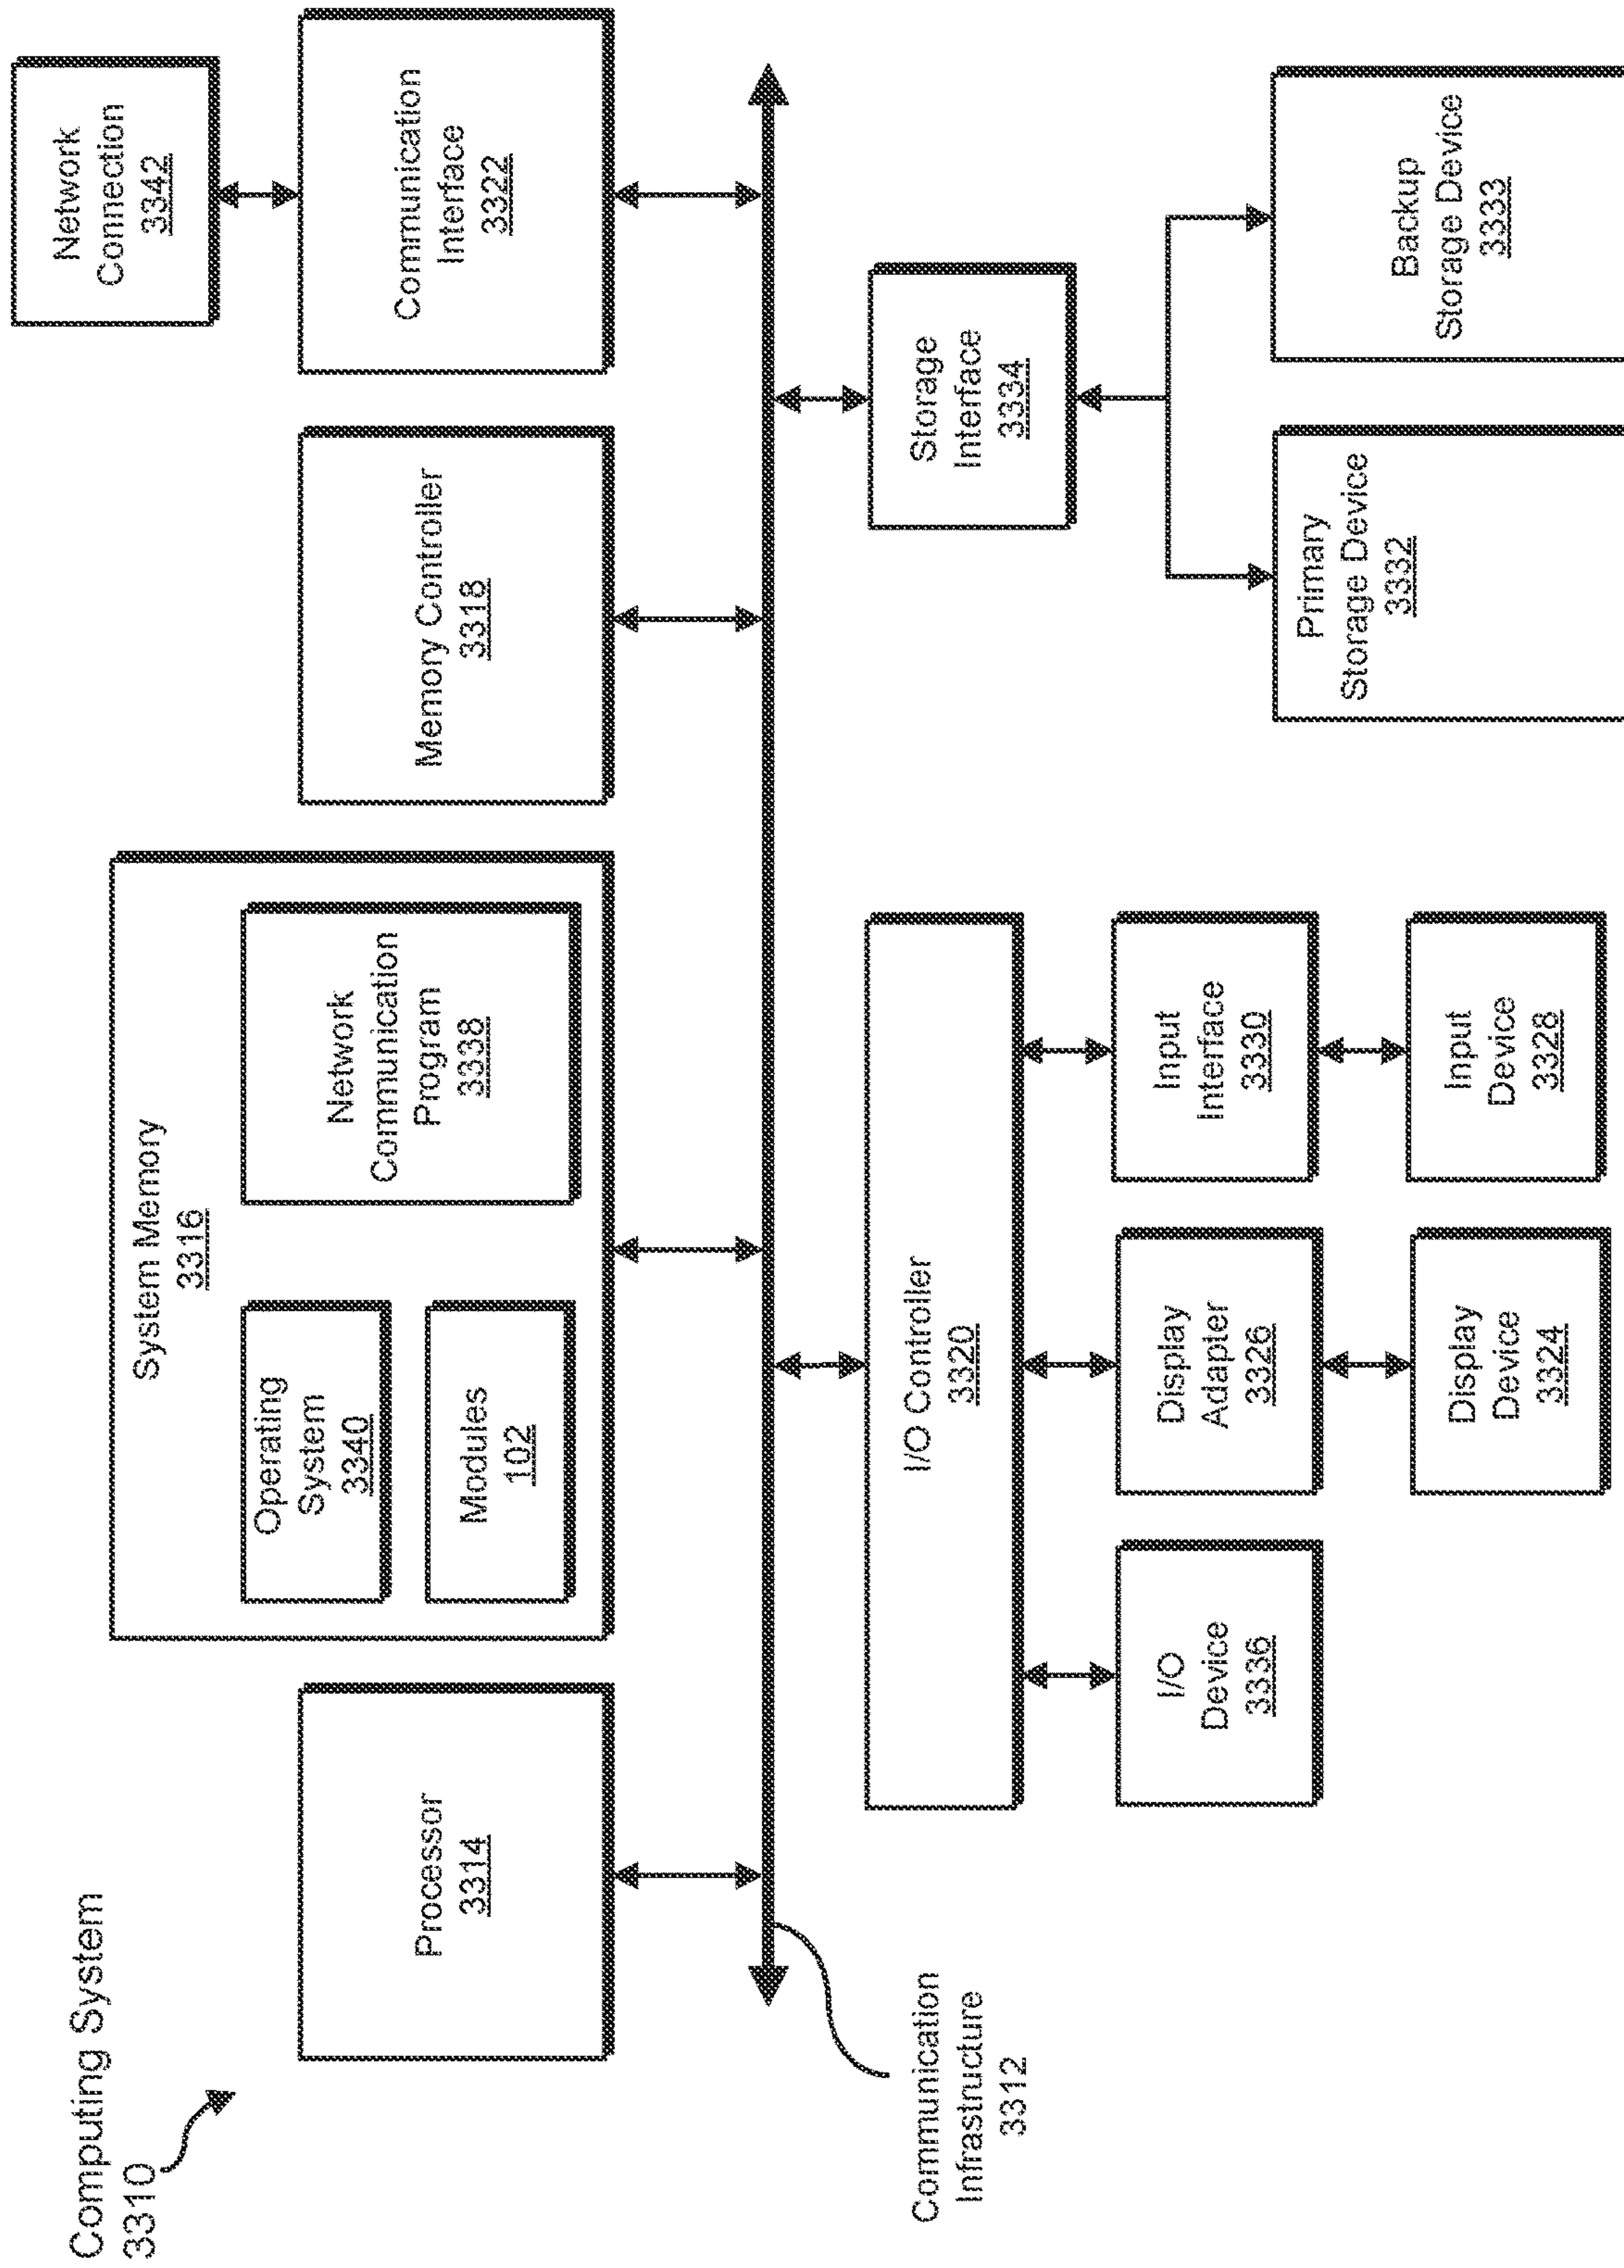 Computing System
3310
Processor
3314
System Memory
3316
Operating
System
3340
Modules
102
Network
Communication
Program
3338
Memory Controller
3318
Communication
Interface
3322
Network
Connection
3342
Communication
Infrastructure
3312
I/O Controller
3320
I/O
Device
3336
Display
Adapter
3326
Display
Device
3324
Input
Interface
3330
Input
Device
3328
Storage
Interface
3334
Primary
Storage Device
3332
Backup
Storage Device
3333